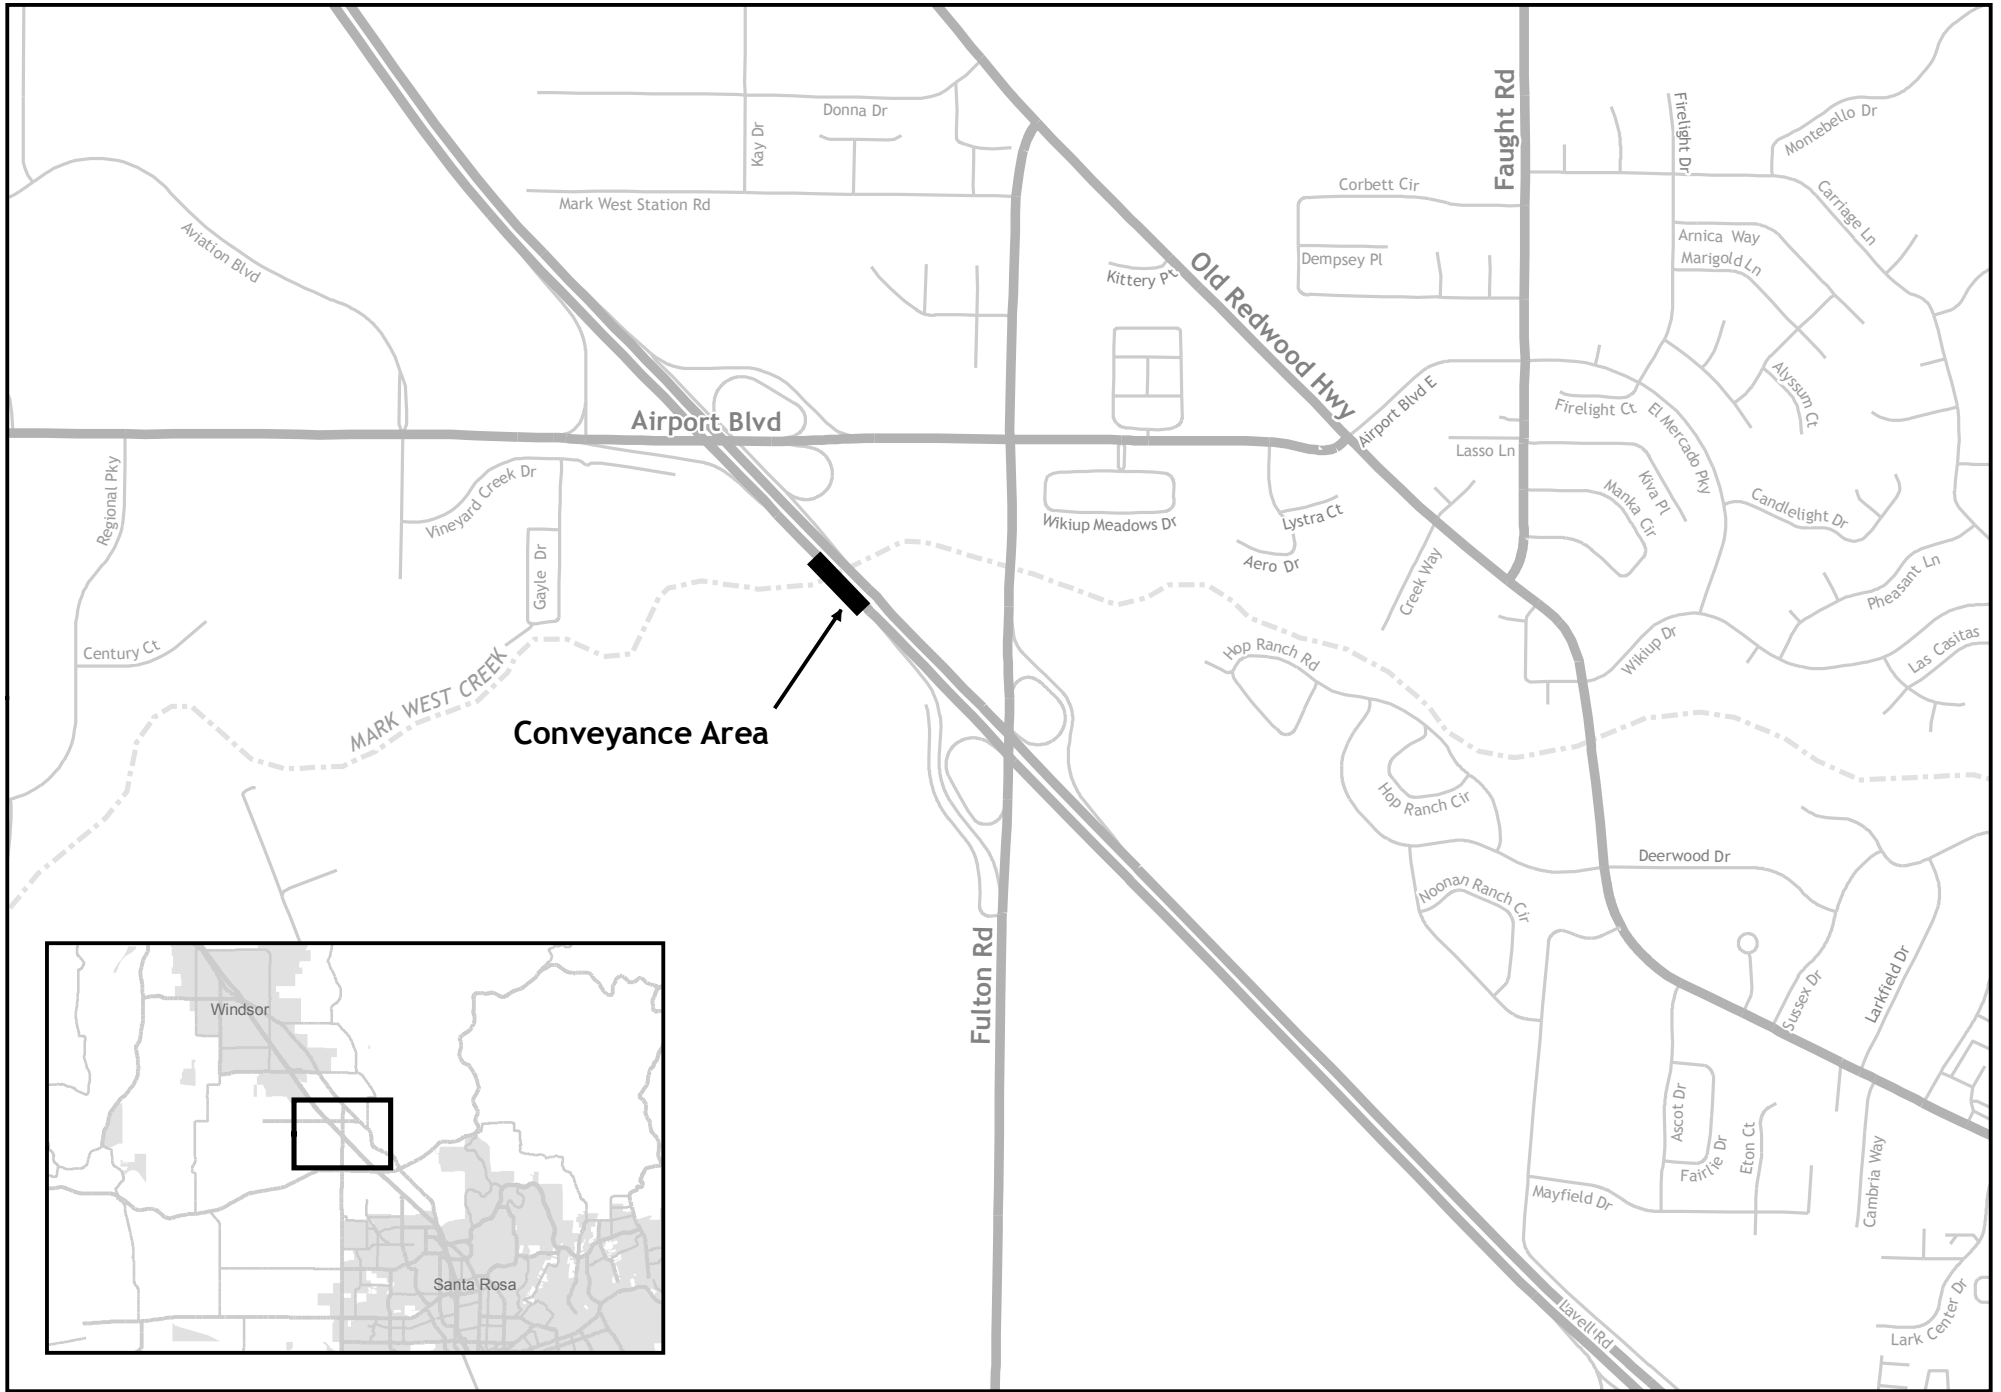 Donna Dr
Kay Dr
Mark West Station Rd
Aviation Blvd
Faught Rd
Firelight Dr
Montebello Dr
Corbett Cir
Carriage Ln
Dempsey Pl
Arnica Way
Marigold Ln
Kittery Pt
Old Redwood Hwy
Airport Blvd
Airport Blvd E
Alyssum Ct
Firelight Ct
El Mercado Pky
Lasso Ln
Regional Pky
Vineyard Creek Dr
Kiva Pl
Manka Cir
Candlelight Dr
Wikiup Meadows Dr
Lystra Ct
Aero Dr
Gayle Dr
Creek Way
Pheasant Ln
Century Ct
Hop Ranch Rd
Wikiup Dr
Las Casitas
MARK WEST CREEK
Conveyance Area
Hop Ranch Cir
Deerwood Dr
Noonan Ranch Cir
Fulton Rd
Sussex Dr
Larkfield Dr
Windsor
Ascot Dr
Fairlie Dr
Eton Ct
Cambria Way
Mayfield Dr
Santa Rosa
Lavell Rd
Lark Center Dr